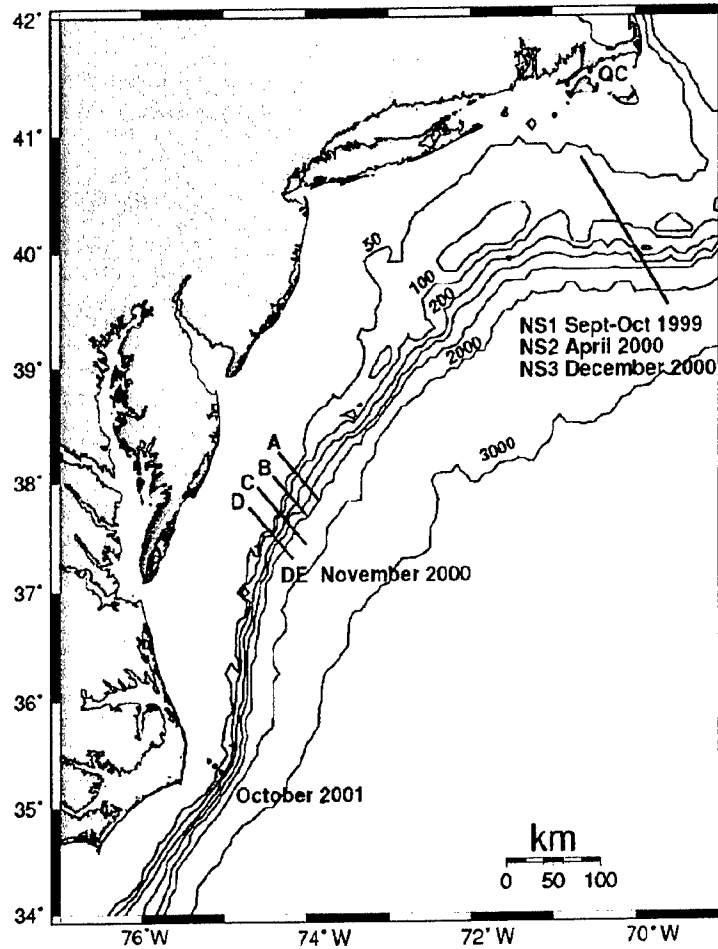 42°
QC
41°
50
40°
100
200
NS1 Sept-Oct 1999
NS2 April 2000
NS3 December 2000
39°
2000
3000
A
38°
B
C
D
37°
DE November 2000
36°
35°
October 2001
km
0 50 100
34°
76°W 74°W 72°W 70°W